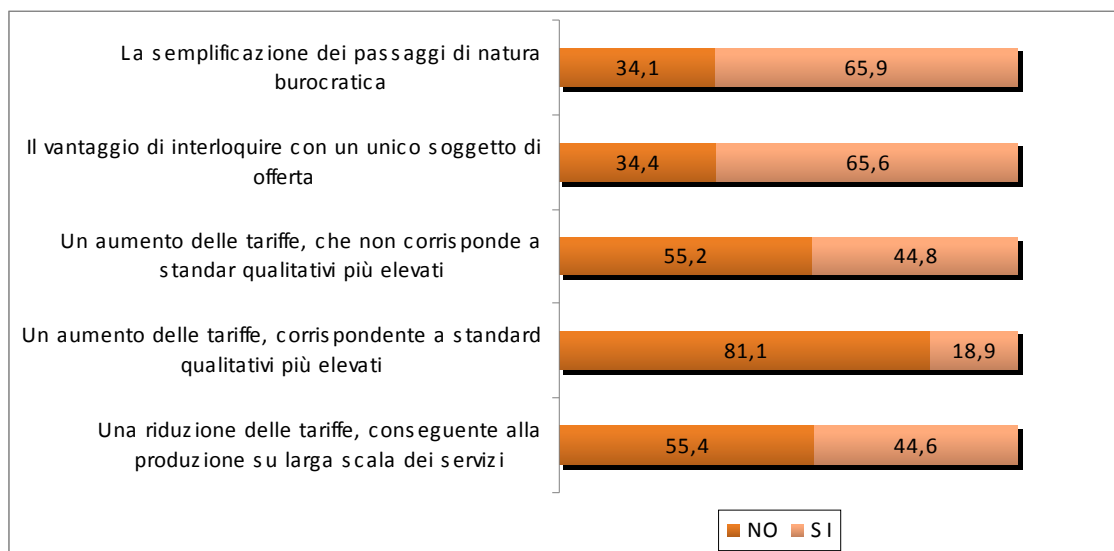 La semplificazione dei passaggi di natura
burocratica
34,1 65,9
Il vantaggio di interloquire con un unico soggetto di
offerta
34,4 65,6
Un aumento delle tariffe, che non corrisponde a
standar qualitativi più elevati
55,2 44,8
Un aumento delle tariffe, corrispondente a standard
qualitativi più elevati
81,1 18,9
Una riduzione delle tariffe, conseguente alla
produzione su larga scala dei servizi
55,4 44,6
NO SI